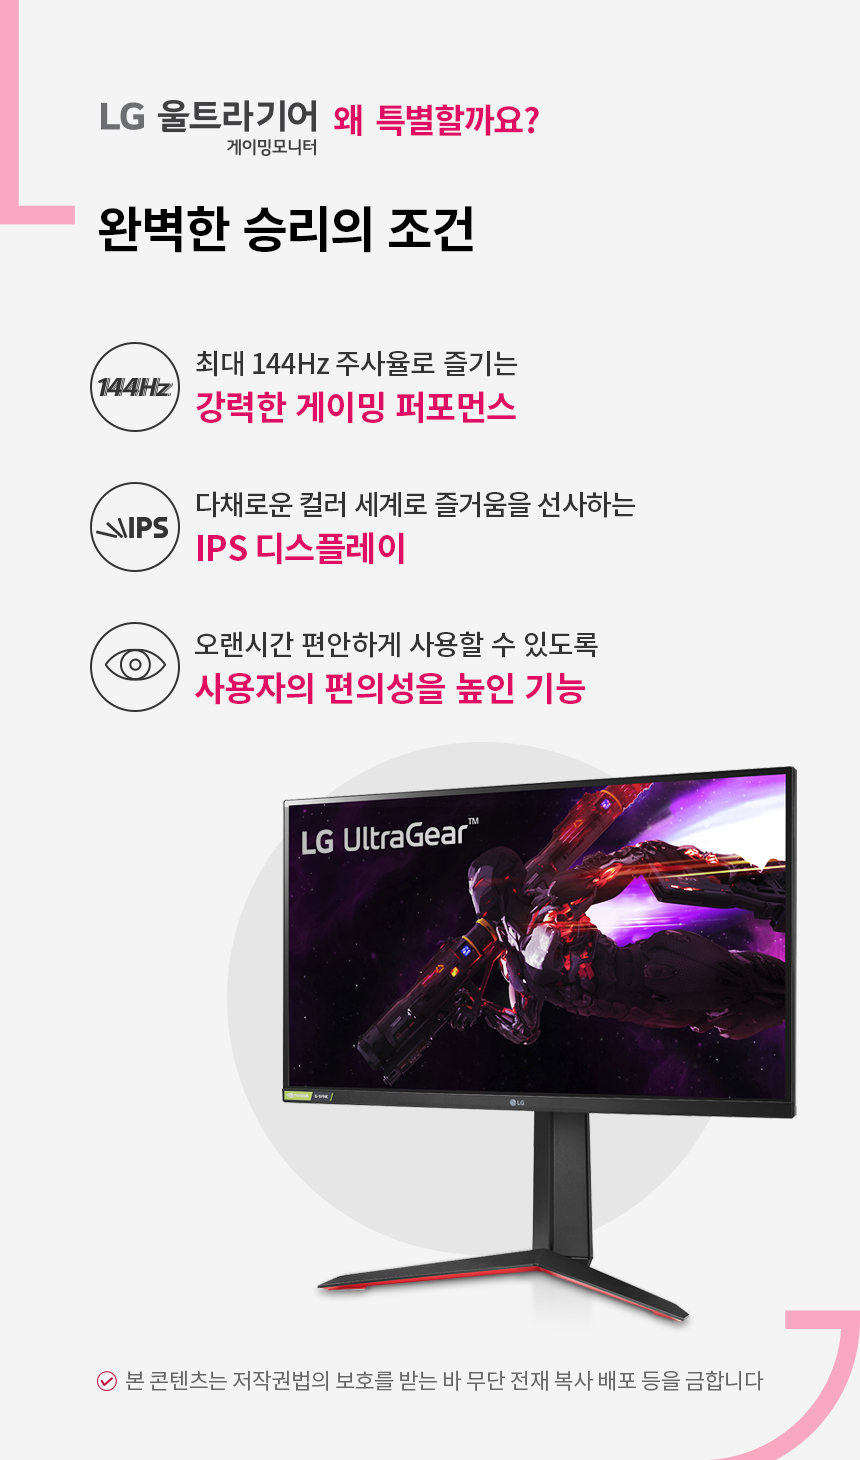 LG 울트라기어 왜 특별할까요?
게이밍모니터
완벽한 승리의 조건
144Hz
최대 144Hz 주사율로 즐기는
강력한 게이밍 퍼포먼스
IPS
다채로운 컬러 세계로 즐거움을 선사하는
IPS 디스플레이
오랜시간 편안하게 사용할 수 있도록
사용자의 편의성을 높인 기능
LG UltraGear™
G-SYNC
LG
본 콘텐츠는 저작권법의 보호를 받는 바 무단 전재 복사 배포 등을 금합니다